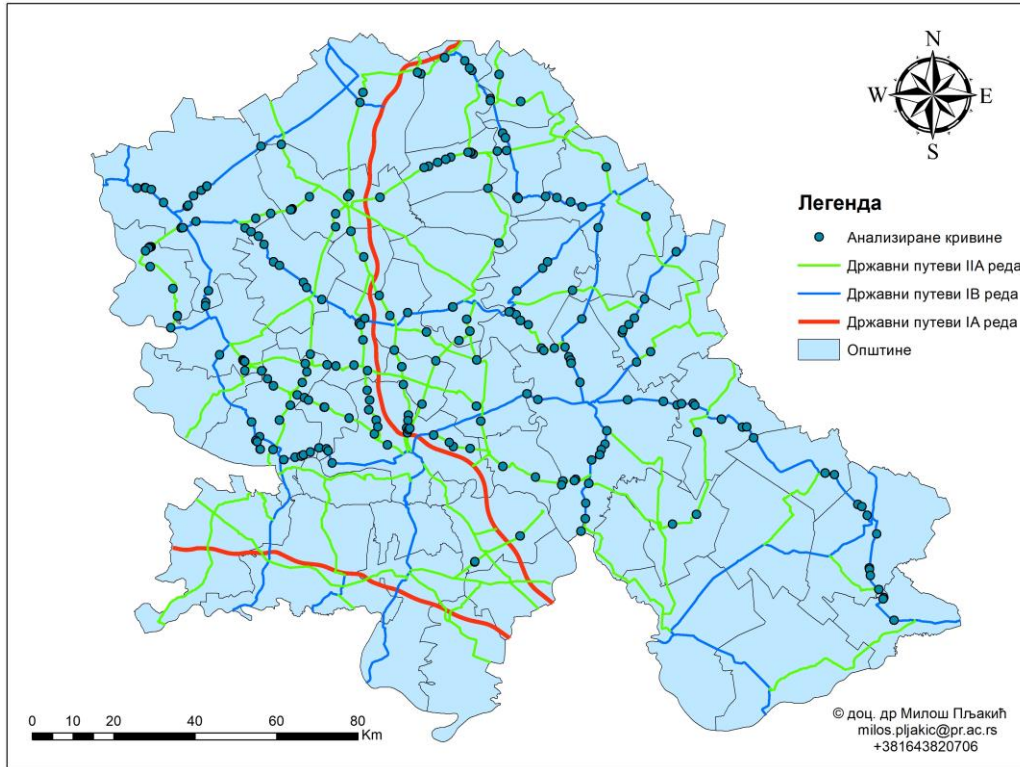 N
W E
S
Легенда
Анализиране кривине
Државни путеви IIA реда
Државни путеви IB реда
Државни путеви IA реда
Општине
0 10 20 40 60 80
Km
© доц. др Милош Пљакић
milos.pljakic@pr.ac.rs
+381643820706